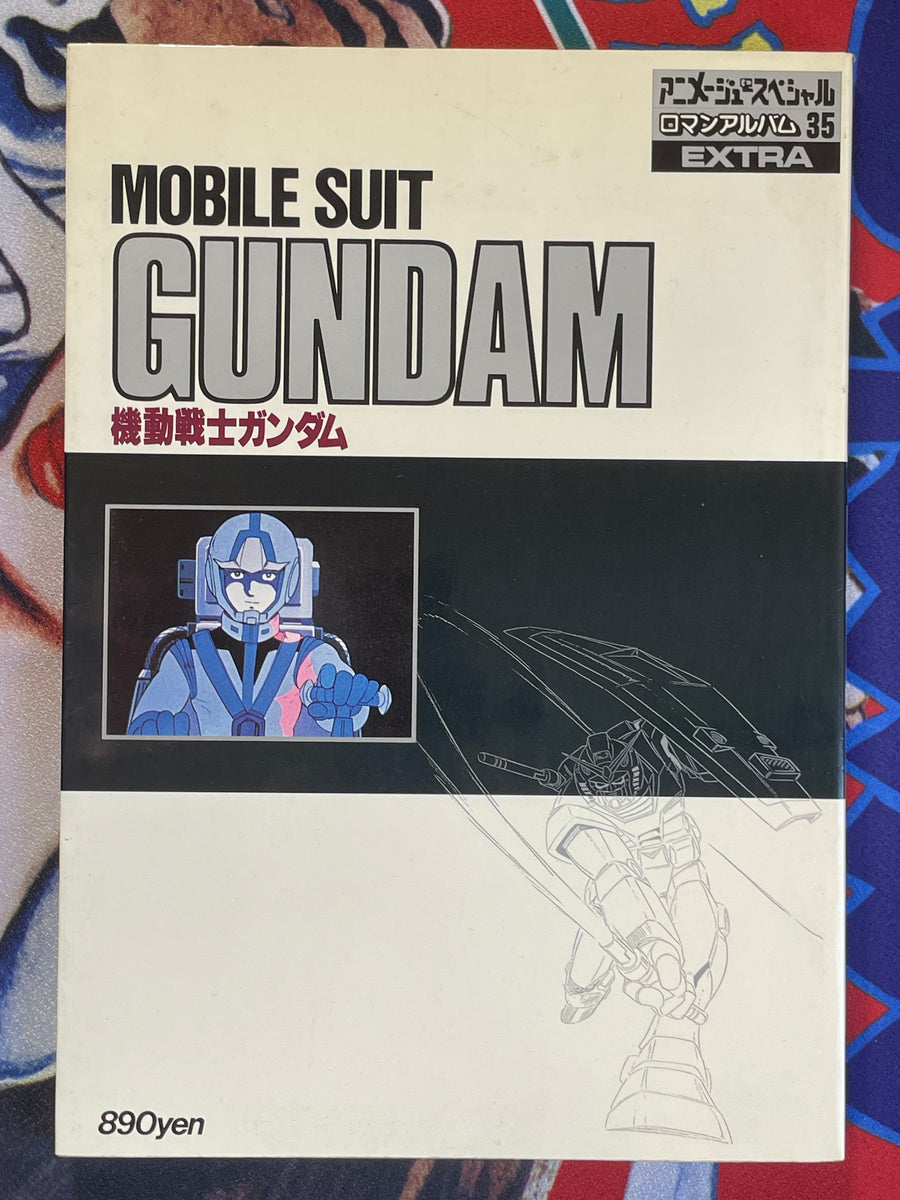 アニメージュスペシャル
ロマンアルバム 35
EXTRA
MOBILE SUIT
GUNDAM
機動戦士ガンダム
890yen